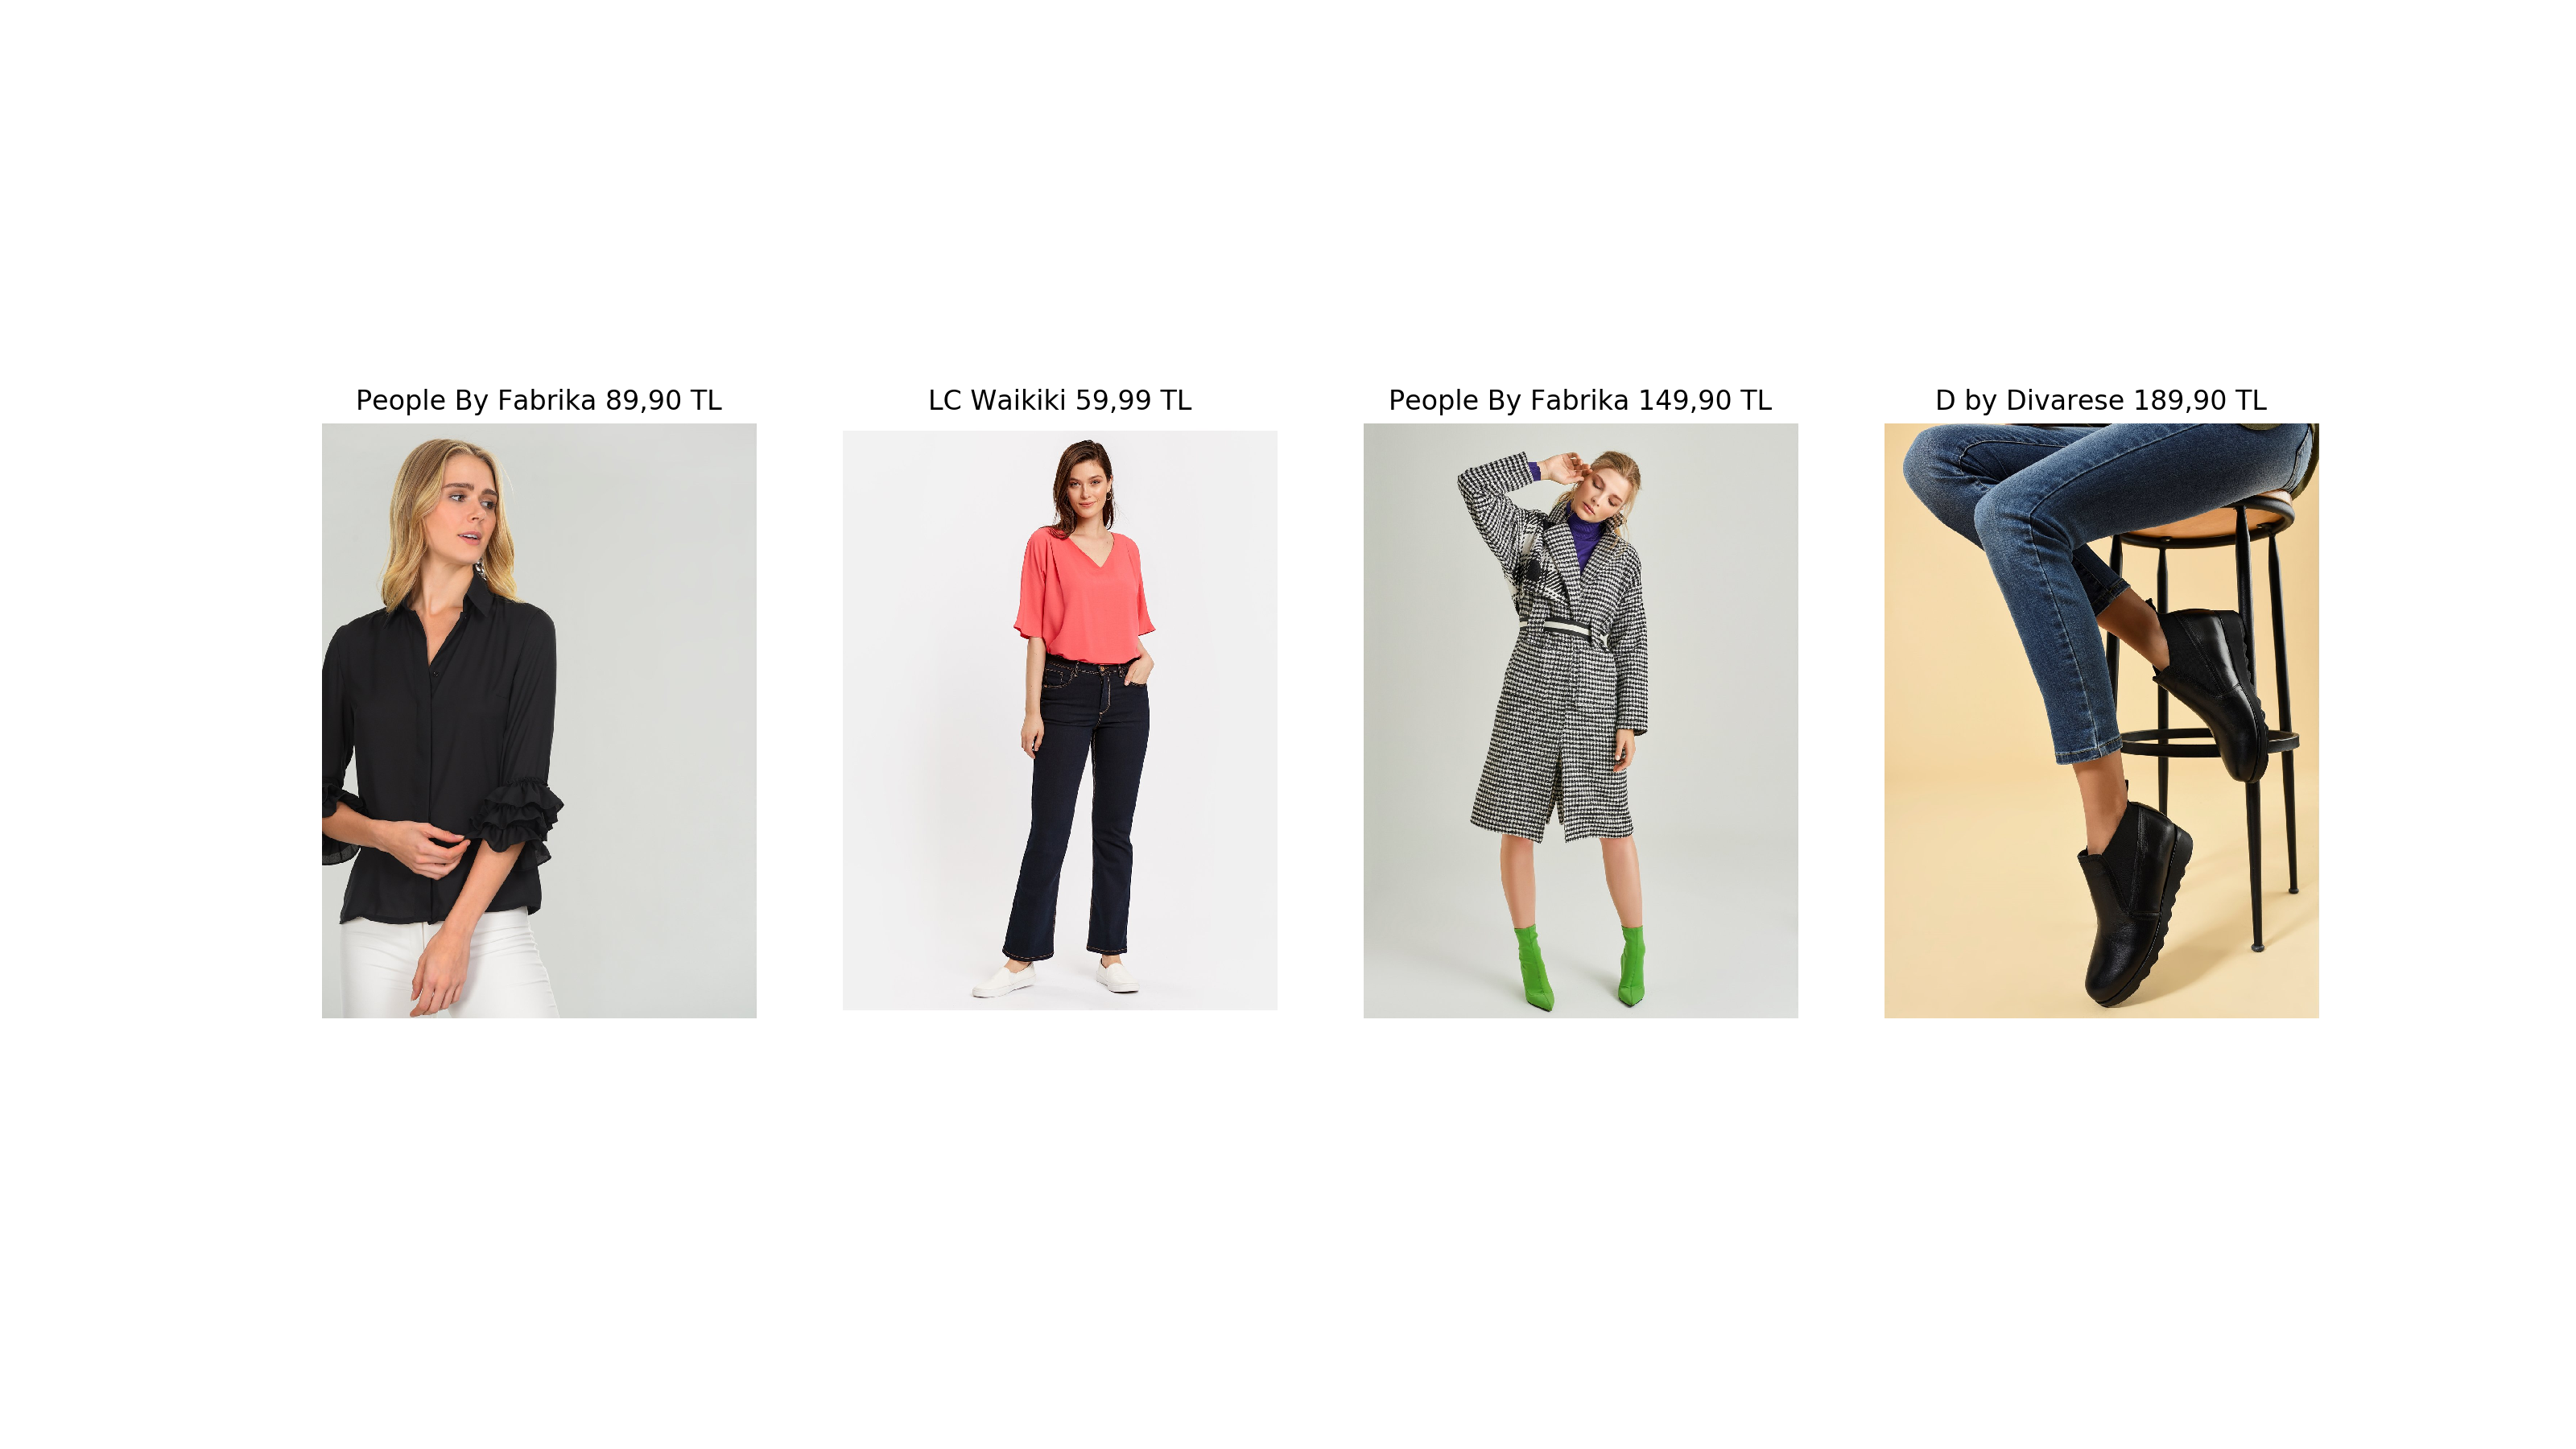 People By Fabrika 89,90 TL
LC Waikiki 59,99 TL
People By Fabrika 149,90 TL
D by Divarese 189,90 TL